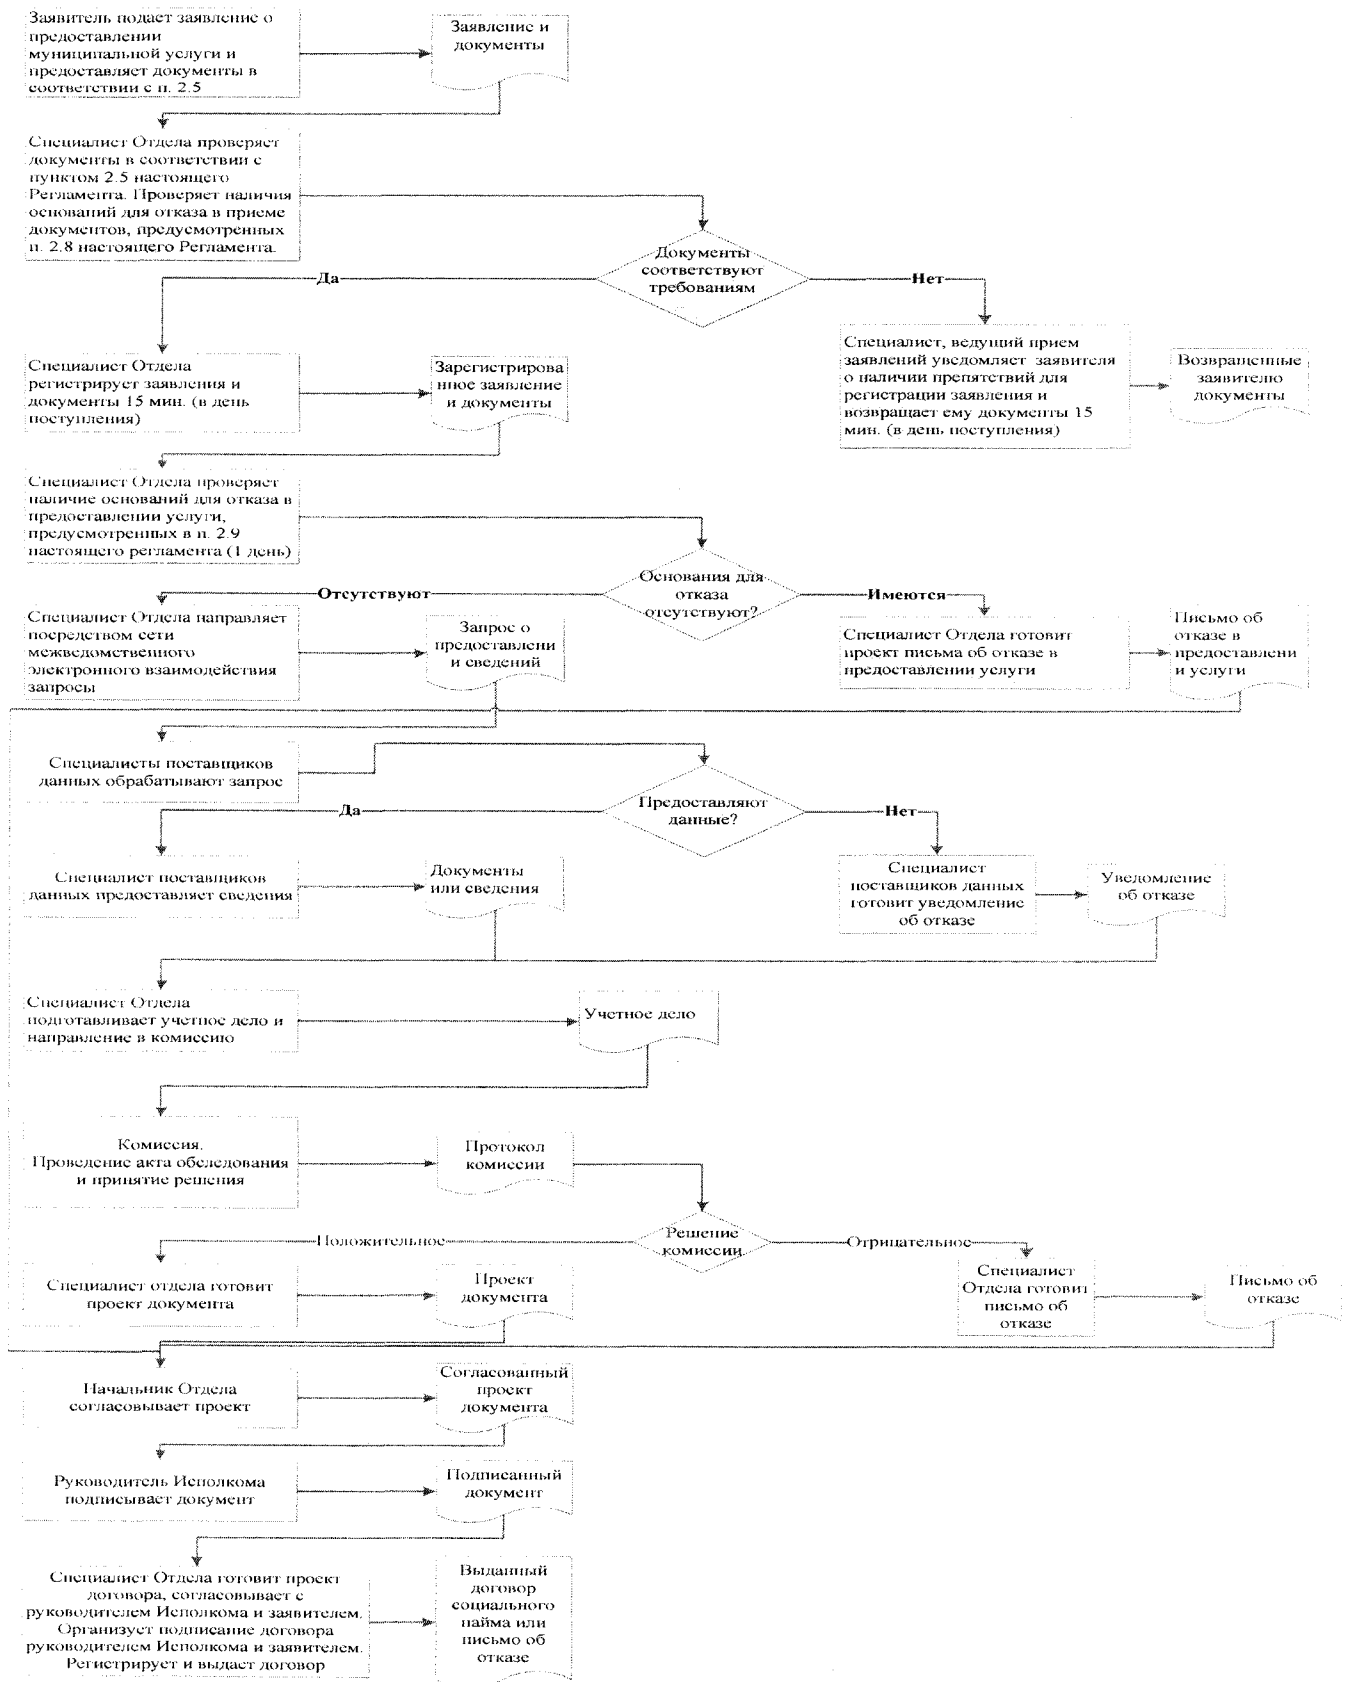 Заявитель подает заявление о
предоставлении
муниципальной услуги и
предоставляет документы в
соответствии с п. 2.5
Заявление и
документы
Специалист Отдела проверяет
документы в соответствии с
пунктом 2.5 настоящего
Регламента. Проверяет наличия
оснований для отказа в приеме
документов, предусмотренных
п. 2.8 настоящего Регламента.
Документы
соответствуют
требованиям
Да
Нет
Специалист Отдела
регистрирует заявления и
документы 15 мин. (в день
поступления)
Зарегистрирова
нное заявление
и документы
Специалист, ведущий прием
заявлений уведомляет заявителя
о наличии препятствий для
регистрации заявления и
возвращает ему документы 15
мин. (в день поступления)
Возвращенные
заявителю
документы
Специалист Отдела проверяет
наличие оснований для отказа в
предоставлении услуги,
предусмотренных в п. 2.9
настоящего регламента (1 день)
Основания для
отказа
отсутствуют?
Отсутствуют
Имеются
Специалист Отдела направляет
посредством сети
межведомственного
электронного взаимодействия
запросы
Запрос о
предоставлени
и сведений
Специалист Отдела готовит
проект письма об отказе в
предоставлении услуги
Письмо об
отказе в
предоставлени
и услуги
Специалисты поставщиков
данных обрабатывают запрос
Предоставляют
данные?
Да
Нет
Специалист поставщиков
данных предоставляет сведения
Документы
или сведения
Специалист
поставщиков данных
готовит уведомление
об отказе
Уведомление
об отказе
Специалист Отдела
подготавливает учетное дело и
направление в комиссию
Учетное дело
Комиссия.
Проведение акта обследования
и принятие решения
Протокол
комиссии
Решение
комиссии
Положительное
Отрицательное
Специалист отдела готовит
проект документа
Проект
документа
Специалист
Отдела готовит
письмо об
отказе
Письмо об
отказе
Начальник Отдела
согласовывает проект
Согласованный
проект
документа
Руководитель Исполкома
подписывает документ
Подписанный
документ
Специалист Отдела готовит проект
договора, согласовывает с
руководителем Исполкома и заявителем.
Организует подписание договора
руководителем Исполкома и заявителем.
Регистрирует и выдаст договор
Выданный
договор
социального
найма или
письмо об
отказе